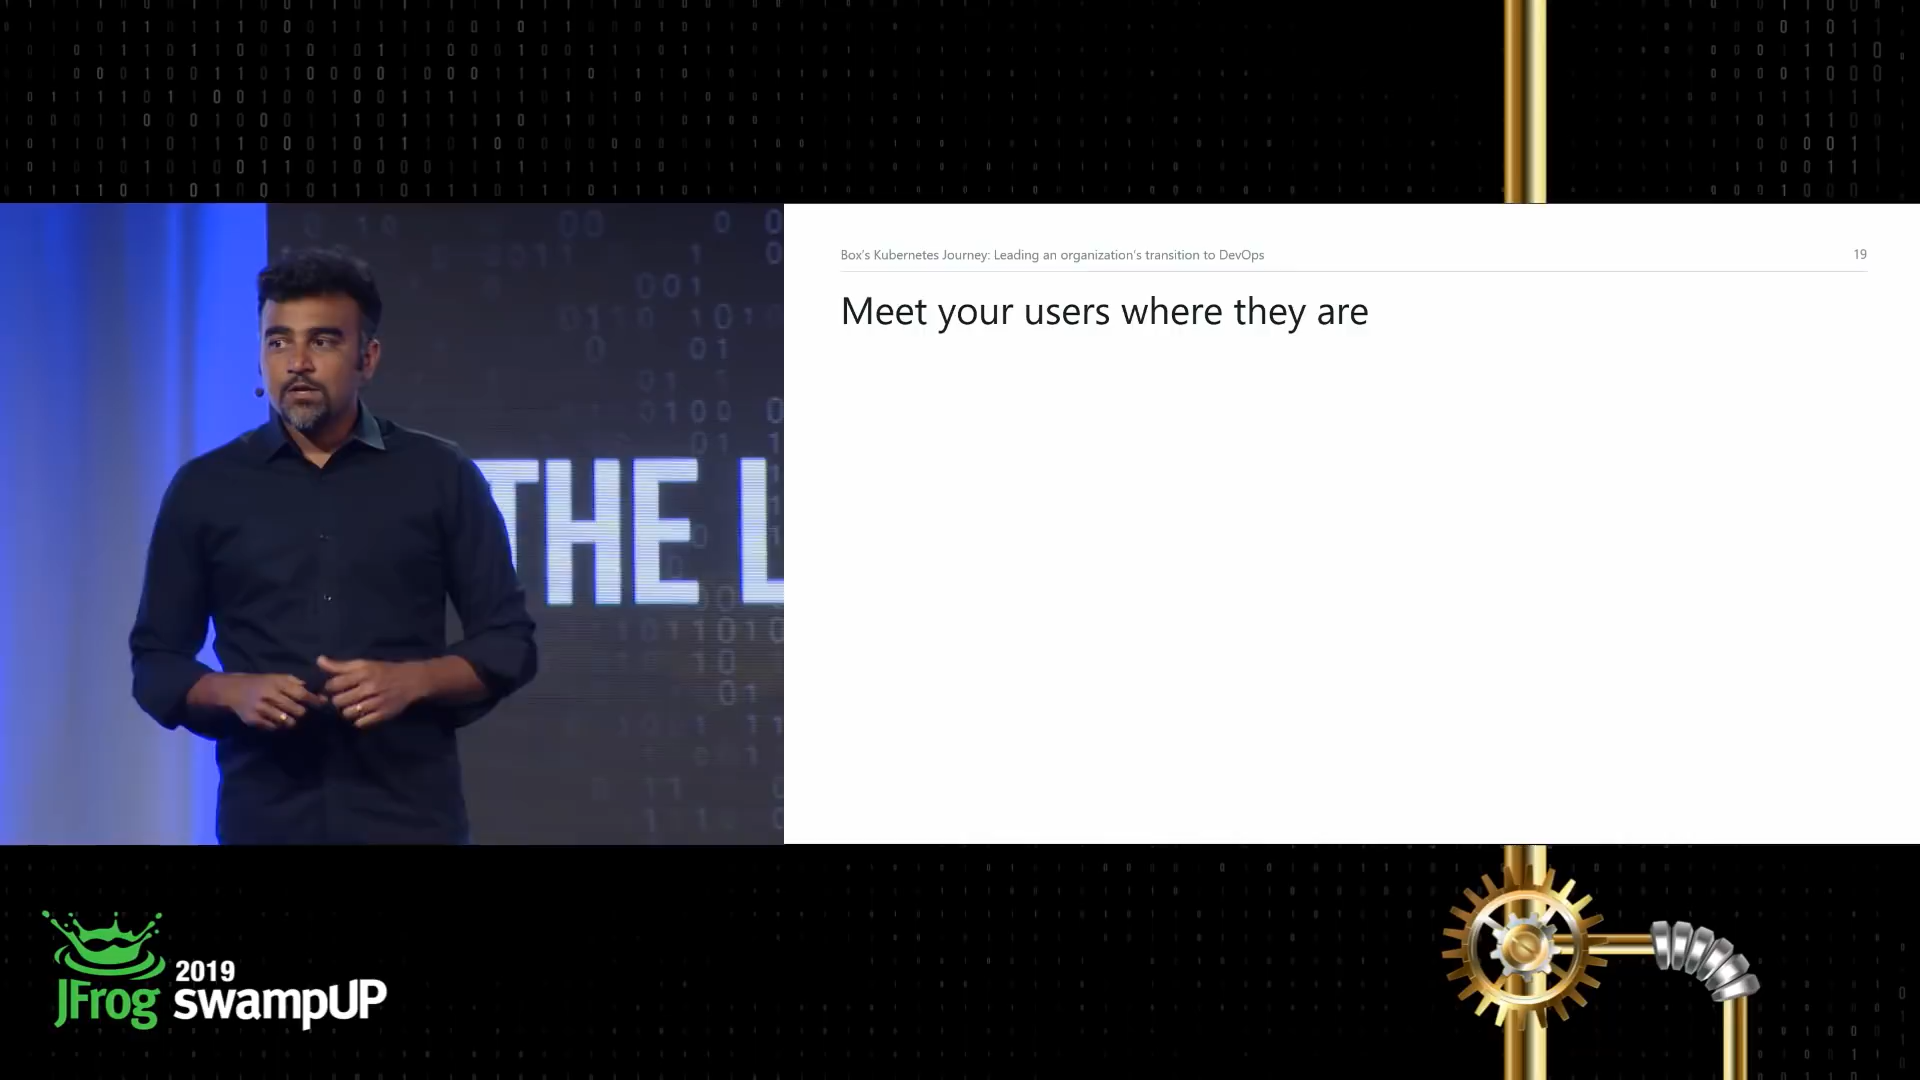 Box's Kubernetes Journey: Leading an organization's transition to DevOps 19
Meet your users where they are
THE L
JFrog
2019
swampUP